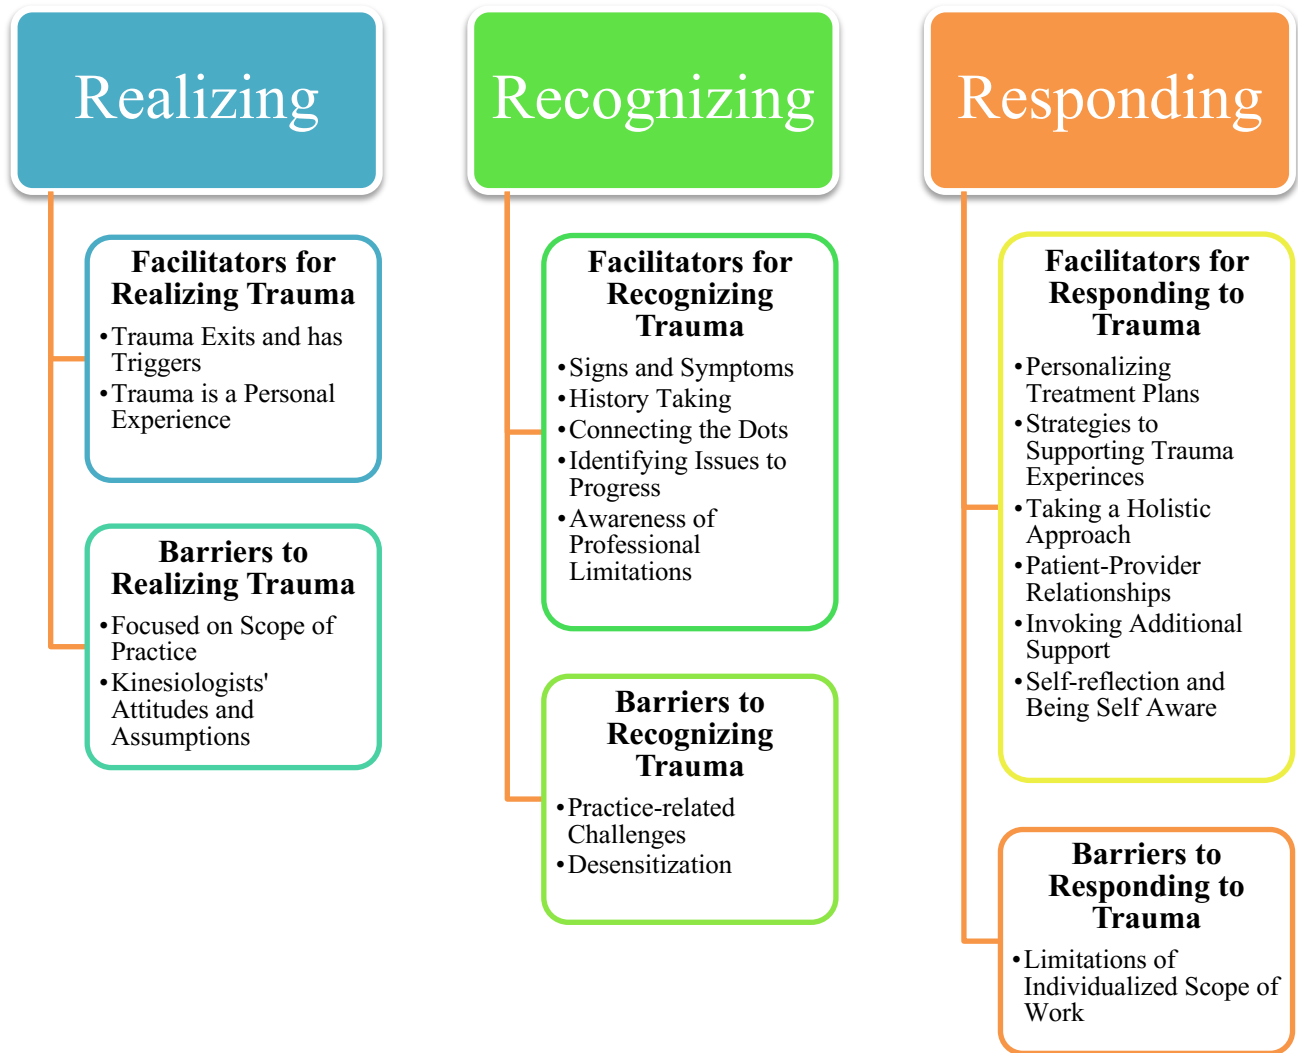 Realizing
Facilitators for
Realizing Trauma
•Trauma Exits and has
Triggers
•Trauma is a Personal
Experience
Barriers to
Realizing Trauma
•Focused on Scope of
Practice
•Kinesiologists'
Attitudes and
Assumptions
Recognizing
Facilitators for
Recognizing
Trauma
•Signs and Symptoms
•History Taking
•Connecting the Dots
•Identifying Issues to
Progress
•Awareness of
Professional
Limitations
Barriers to
Recognizing
Trauma
•Practice-related
Challenges
•Desensitization
Responding
Facilitators for
Responding to
Trauma
•Personalizing
Treatment Plans
•Strategies to
Supporting Trauma
Experinces
•Taking a Holistic
Approach
•Patient-Provider
Relationships
•Invoking Additional
Support
•Self-reflection and
Being Self Aware
Barriers to
Responding to
Trauma
•Limitations of
Individualized Scope of
Work